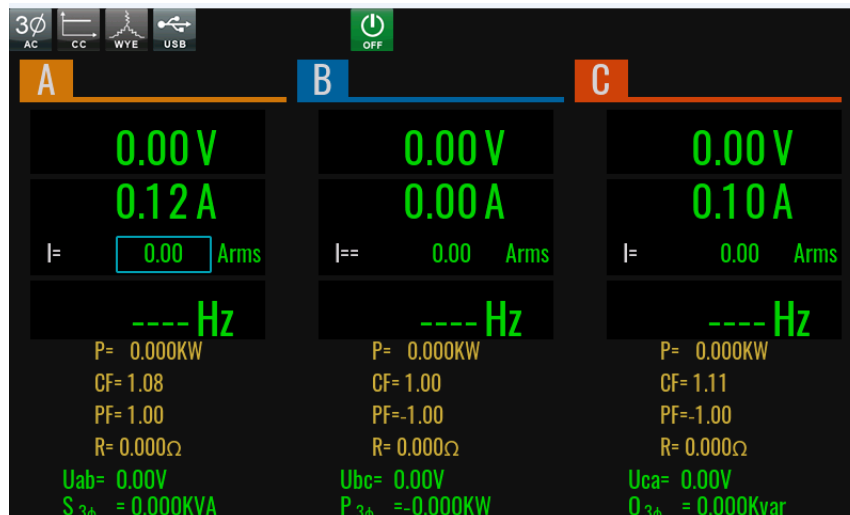 3Ø AC CC WYE USB OFF
A B C
0.00 V 0.00 V 0.00 V
0.12 A 0.00 A 0.10 A
I= 0.00 Arms I== 0.00 Arms I= 0.00 Arms
---- Hz ---- Hz ---- Hz
P= 0.000KW P= 0.000KW P= 0.000KW
CF= 1.08 CF= 1.00 CF= 1.11
PF= 1.00 PF=-1.00 PF=-1.00
R= 0.000Ω R= 0.000Ω R= 0.000Ω
Uab= 0.00V Ubc= 0.00V Uca= 0.00V
S 3ϕ = 0.000KVA P 3ϕ =-0.000KW Q 3ϕ = 0.000Kvar